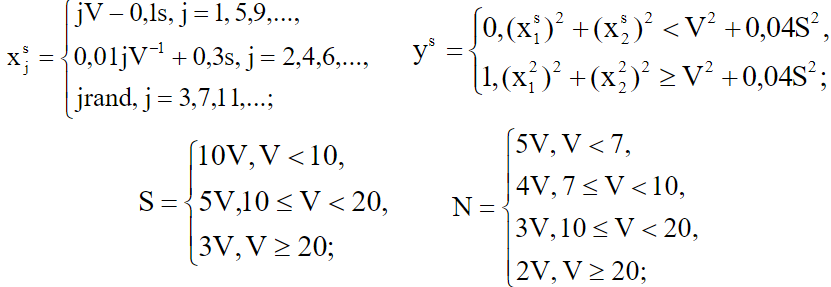 x_j^s = { jV – 0,1s, j = 1, 5,9,...,
0,01jV^{-1} + 0,3s, j = 2,4,6,...,
jrand, j = 3,7,11,...;
y^s = { 0,(x_1^s)^2 + (x_2^s)^2 < V^2 + 0,04S^2,
1,(x_1^2)^2 + (x_2^2)^2 ≥ V^2 + 0,04S^2;
S = { 10V, V < 10,
5V,10 ≤ V < 20,
3V, V ≥ 20;
N = { 5V, V < 7,
4V, 7 ≤ V < 10,
3V,10 ≤ V < 20,
2V, V ≥ 20;